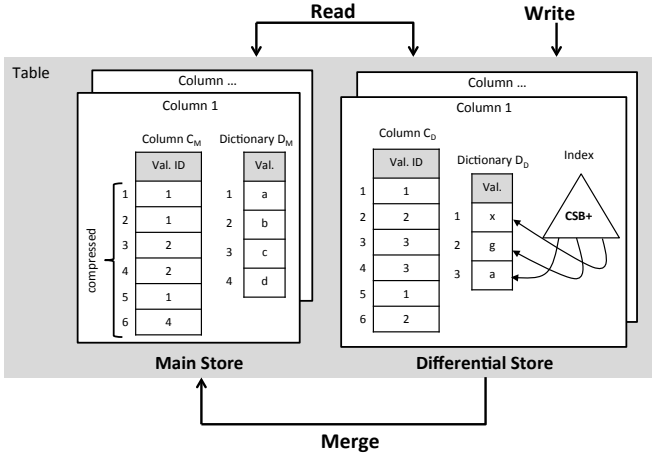 Read
Write
Table
Column ...
Column 1
Column C_M
Dictionary D_M
Val. ID
Val.
1 1
2 1
3 2
4 2
5 1
6 4
1 a
2 b
3 c
4 d
compressed
Main Store
Column ...
Column 1
Column C_D
Dictionary D_D
Index
Val. ID
Val.
1 1
2 2
3 3
4 3
5 1
6 2
1 x
2 g
3 a
CSB+
Differential Store
Merge